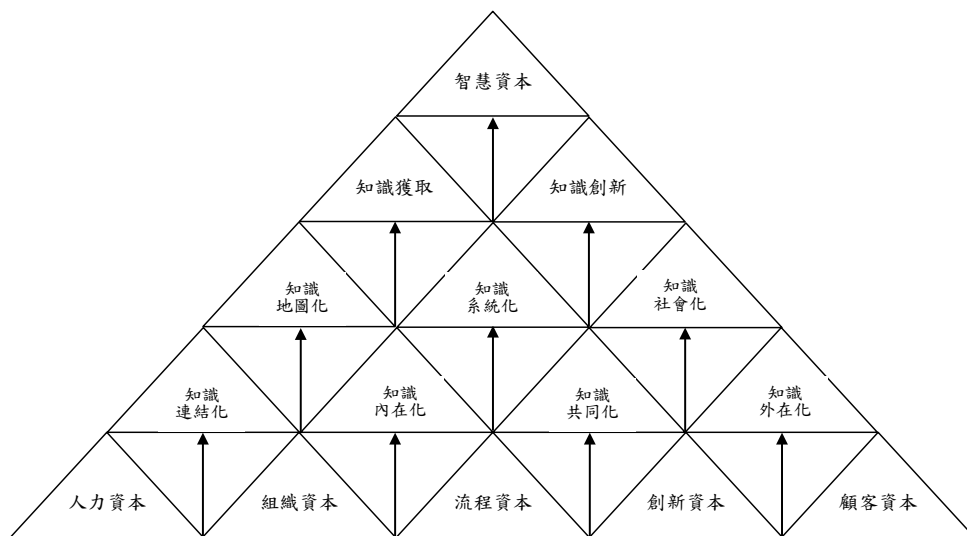 智慧資本
知識獲取
知識創新
知識
地圖化
知識
系統化
知識
社會化
知識
連結化
知識
內在化
知識
共同化
知識
外在化
人力資本
組織資本
流程資本
創新資本
顧客資本